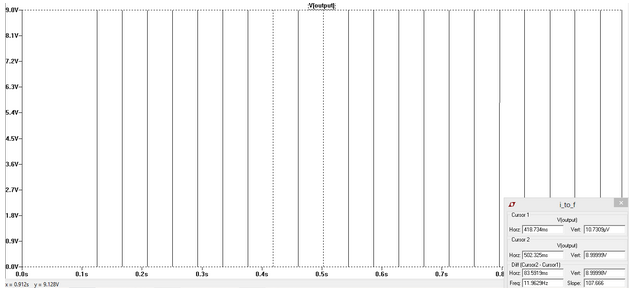 V[output]
9.0V
8.1V
7.2V
6.3V
5.4V
4.5V
3.6V
2.7V
1.8V
0.9V
0.0V
0.0s 0.1s 0.2s 0.3s 0.4s 0.5s 0.6s 0.7s 0.8
i_to_f
Cursor 1
V(output)
Horz: 418.734ms Vert: 10.7309µV
Cursor 2
V(output)
Horz: 502.325ms Vert: 8.99999V
Diff (Cursor2 - Cursor1)
Horz: 83.5919ms Vert: 8.99998V
Freq: 11.9629Hz Slope: 107.666
x = 0.912s y = 9.128V